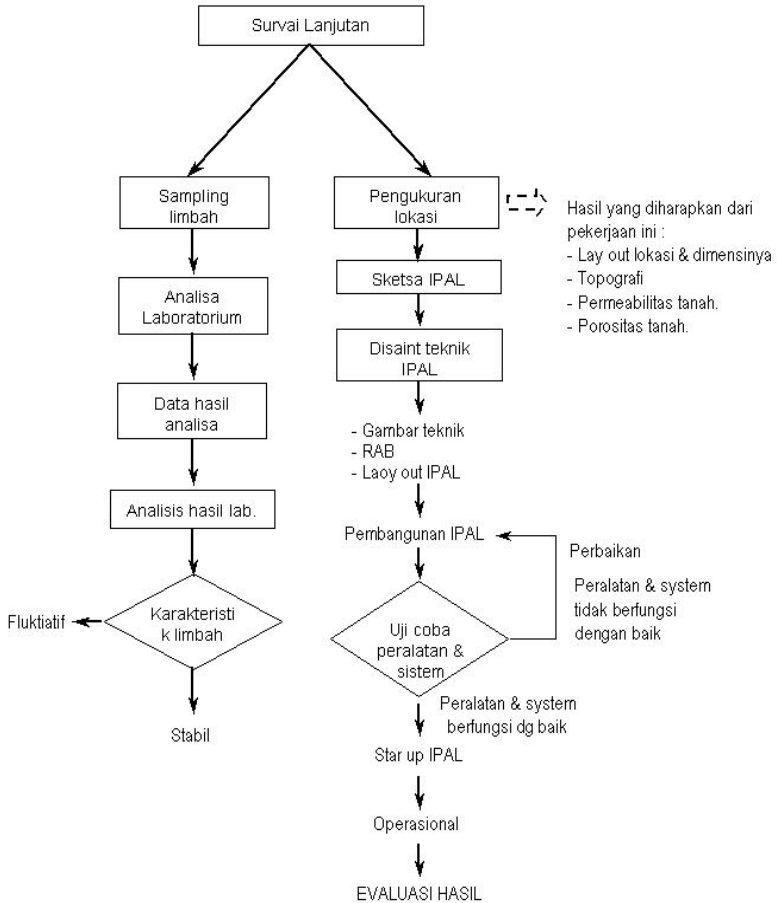 Survai Lanjutan
Sampling
limbah
Analisa
Laboratorium
Data hasil
analisa
Analisis hasil lab.
Karakteristi
k limbah
Fluktiatif
Stabil
Pengukuran
lokasi
Hasil yang diharapkan dari
pekerjaan ini :
- Lay out lokasi & dimensinya
- Topografi
- Permeabilitas tanah.
- Porositas tanah.
Sketsa IPAL
Disaint teknik
IPAL
- Gambar teknik
- RAB
- Laoy out IPAL
Pembangunan IPAL
Perbaikan
Peralatan & system
tidak berfungsi
dengan baik
Uji coba
peralatan &
sistem
Peralatan & system
berfungsi dg baik
Star up IPAL
Operasional
EVALUASI HASIL